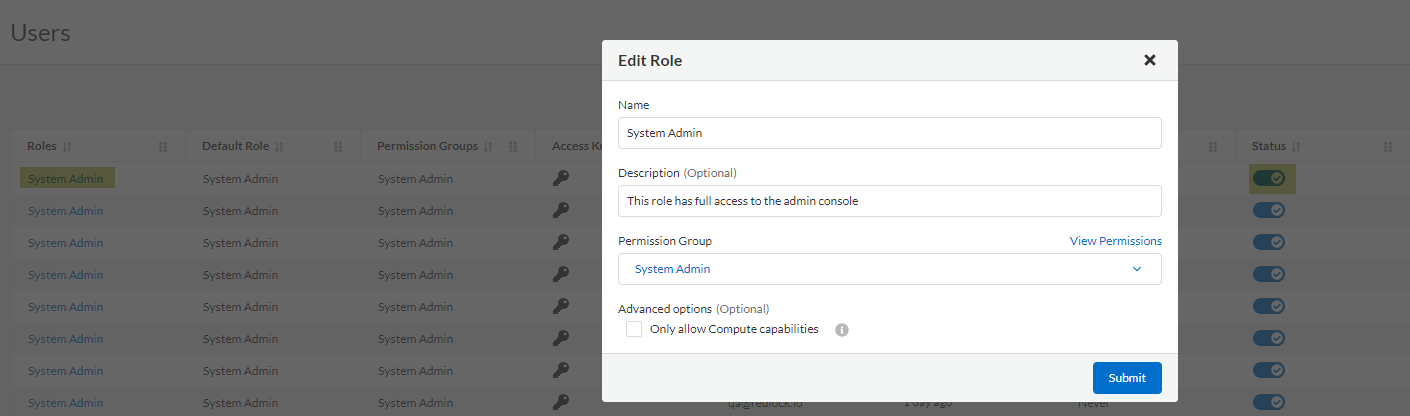 Users
Edit Role
Name
System Admin
Description (Optional)
This role has full access to the admin console
Permission Group View Permissions
System Admin
Advanced options (Optional)
Only allow Compute capabilities
Submit
Roles Default Role Permission Groups Access Status
System Admin System Admin System Admin
System Admin System Admin System Admin
System Admin System Admin System Admin
System Admin System Admin System Admin
System Admin System Admin System Admin
System Admin System Admin System Admin
System Admin System Admin System Admin
System Admin System Admin System Admin qa@redlock.io 1 day ago Never